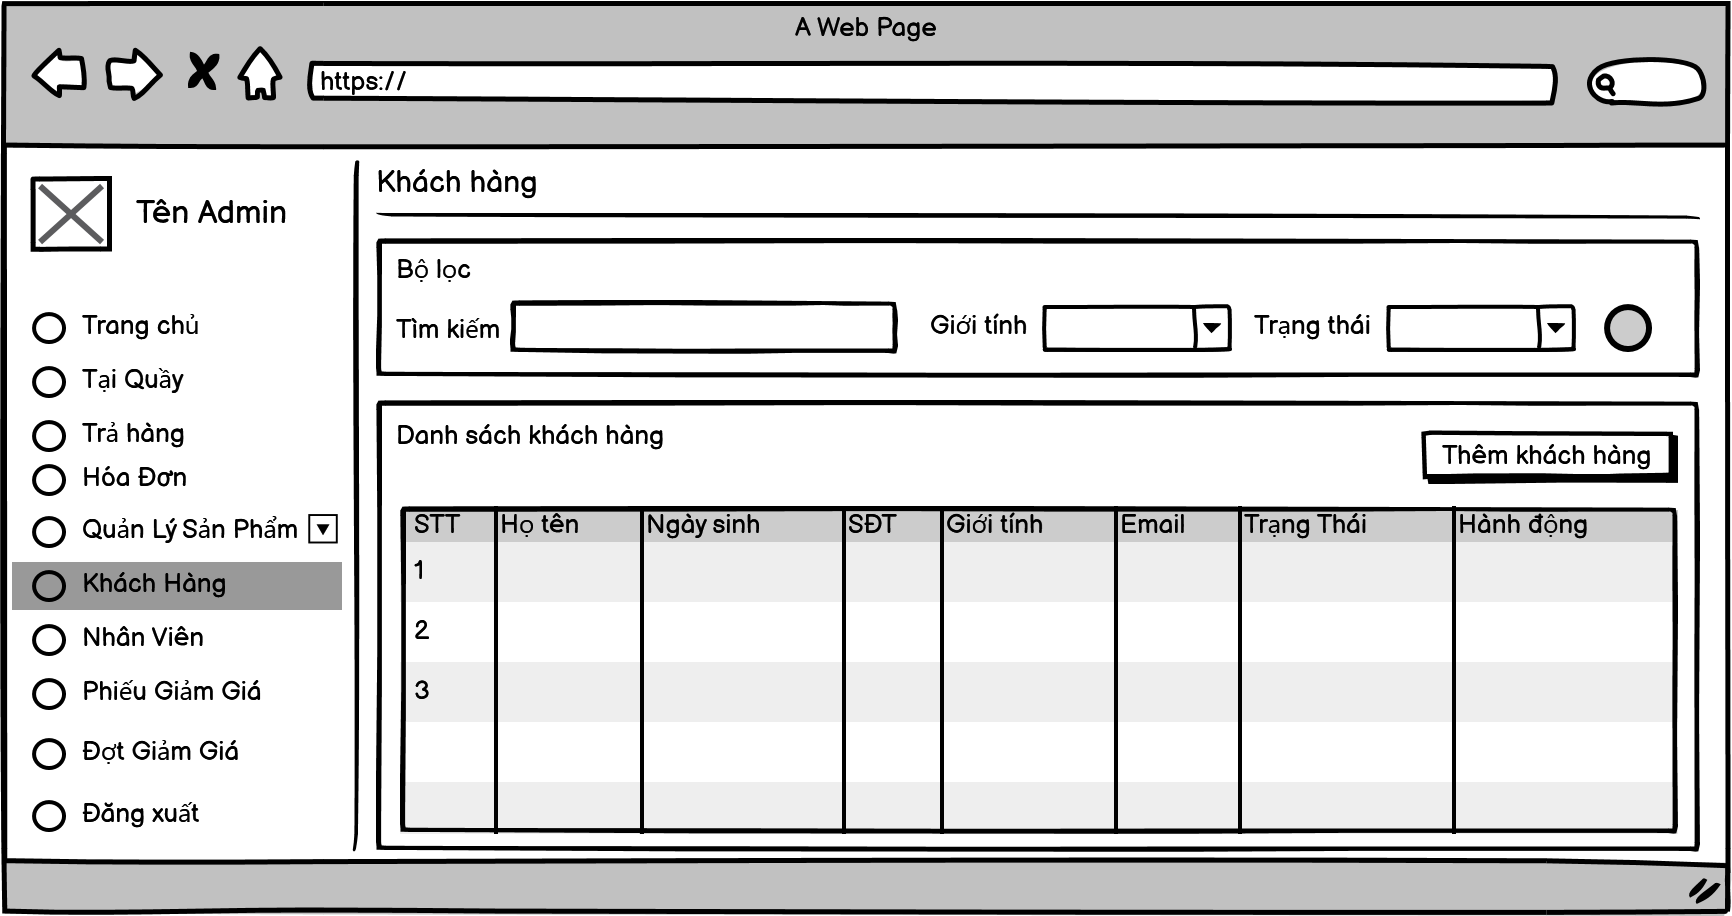 A Web Page
https://
Tên Admin
Trang chủ
Tại Quầy
Trả hàng
Hóa Đơn
Quản Lý Sản Phẩm
Khách Hàng
Nhân Viên
Phiếu Giảm Giá
Đợt Giảm Giá
Đăng xuất
Khách hàng
Bộ lọc
Tìm kiếm Giới tính Trạng thái
Danh sách khách hàng
Thêm khách hàng
STT Họ tên Ngày sinh SĐT Giới tính Email Trạng Thái Hành động
1
2
3